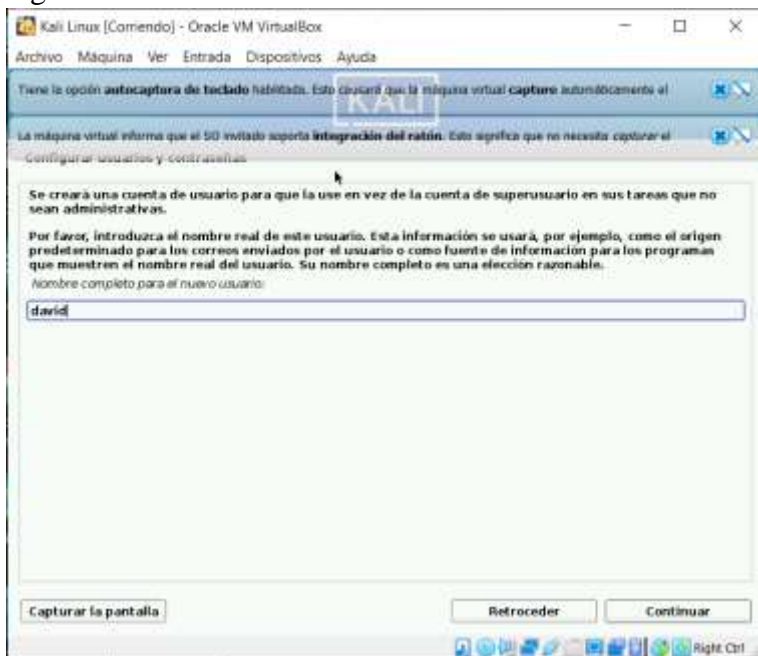 Kali Linux [Corriendo] - Oracle VM VirtualBox
Archivo Máquina Ver Entrada Dispositivos Ayuda
Tiene la opción autocaptura de teclado habilitada. Esto causará que la máquina virtual capture automáticamente el
KALI
La máquina virtual informa que el SO invitado soporta integración del ratón. Esto significa que no necesita capturar el
Configurar usuarios y contraseñas
Se creará una cuenta de usuario para que la use en vez de la cuenta de superusuario en sus tareas que no
sean administrativas.
Por favor, introduzca el nombre real de este usuario. Esta información se usará, por ejemplo, como el origen
predeterminado para los correos enviados por el usuario o como fuente de información para los programas
que muestren el nombre real del usuario. Su nombre completo es una elección razonable.
Nombre completo para el nuevo usuario:
david
Capturar la pantalla Retroceder Continuar
Right Ctrl